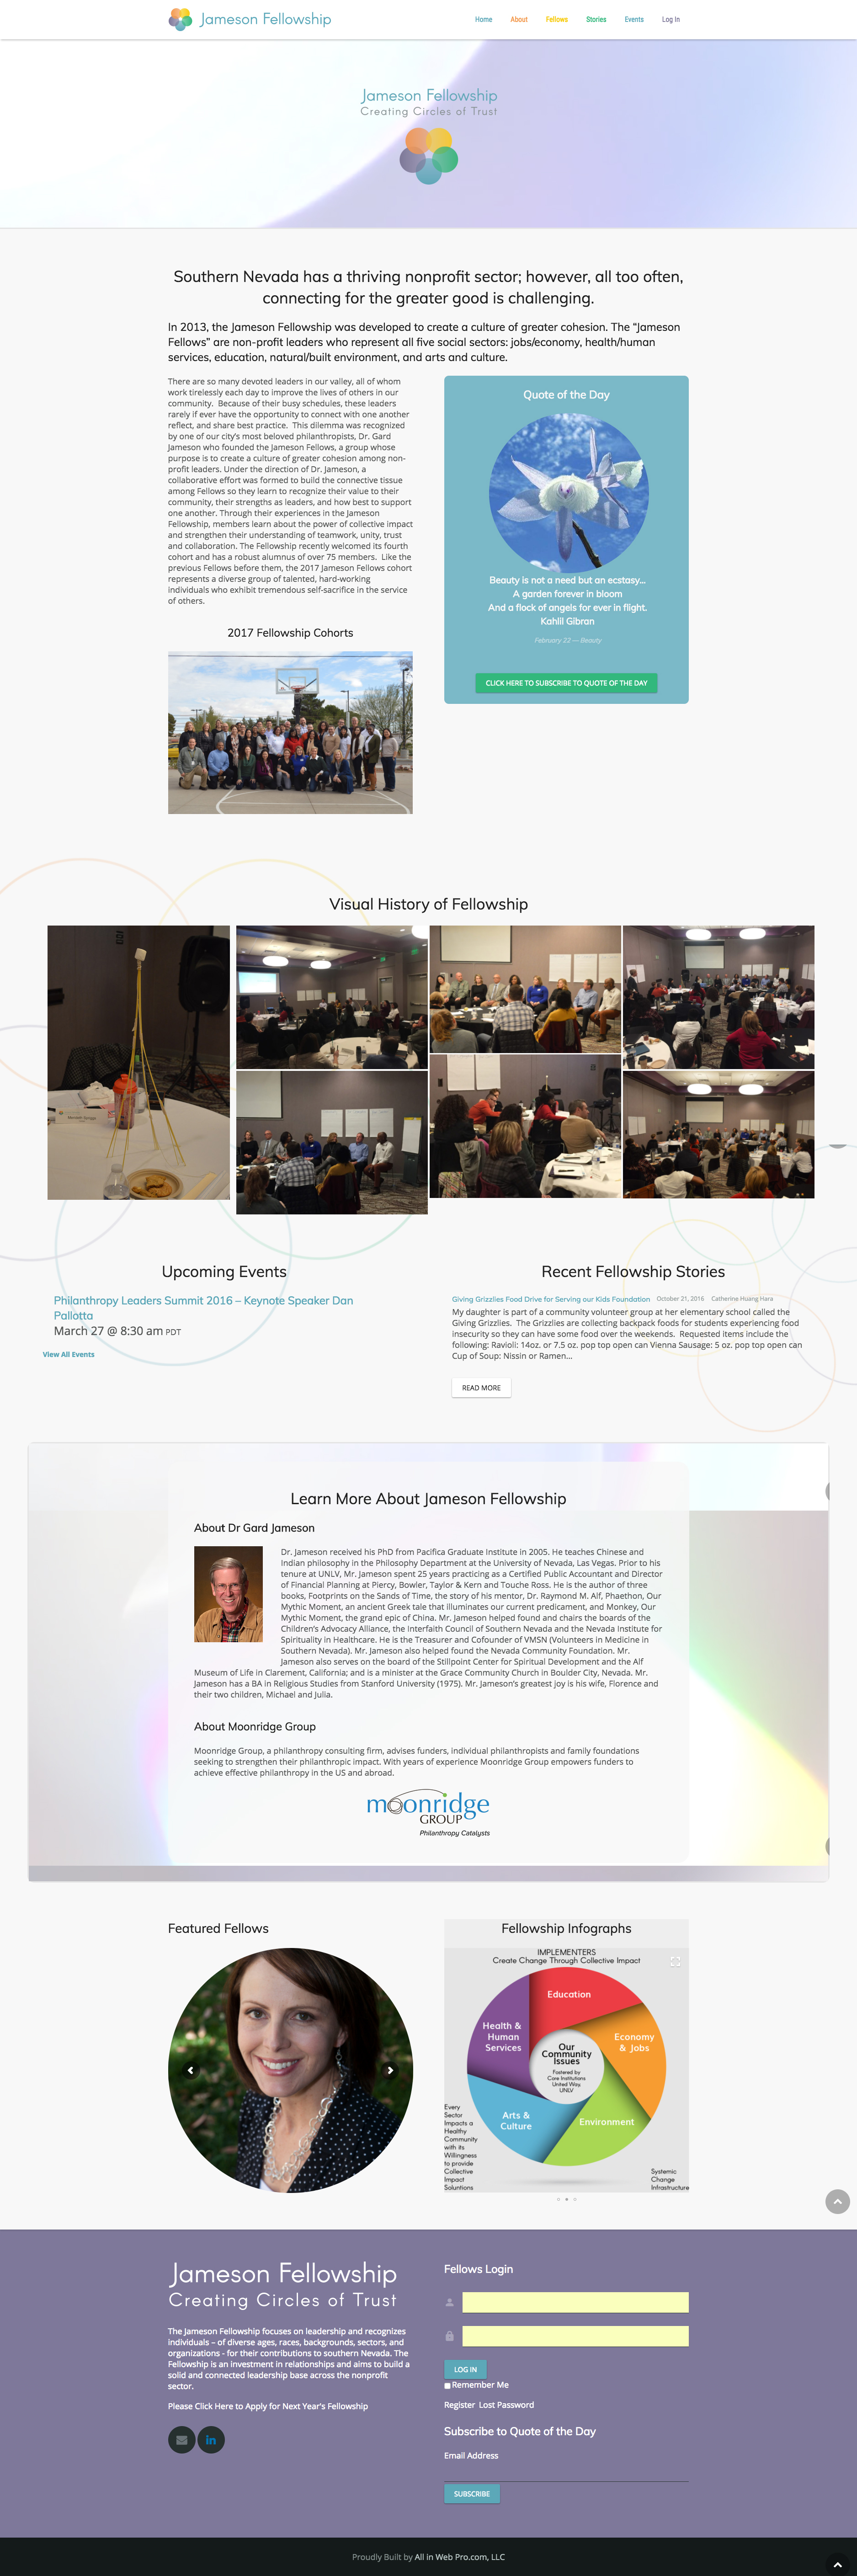 Jameson Fellowship
Home About Fellows Stories Events Log In
Jameson Fellowship
Creating Circles of Trust
Southern Nevada has a thriving nonprofit sector; however, all too often,
connecting for the greater good is challenging.
In 2013, the Jameson Fellowship was developed to create a culture of greater cohesion. The “Jameson
Fellows” are non-profit leaders who represent all five social sectors: jobs/economy, health/human
services, education, natural/built environment, and arts and culture.
There are so many devoted leaders in our valley, all of whom
work tirelessly each day to improve the lives of others in our
community. Because of their busy schedules, these leaders
rarely if ever have the opportunity to connect with one another
reflect, and share best practice. This dilemma was recognized
by one of our city’s most beloved philanthropists, Dr. Gard
Jameson who founded the Jameson Fellows, a group whose
purpose is to create a culture of greater cohesion among non-
profit leaders. Under the direction of Dr. Jameson, a
collaborative effort was formed to build the connective tissue
among Fellows so they learn to recognize their value to their
community, their strengths as leaders, and how best to support
one another. Through their experiences in the Jameson
Fellowship, members learn about the power of collective impact
and strengthen their understanding of teamwork, unity, trust
and collaboration. The Fellowship recently welcomed its fourth
cohort and has a robust alumnus of over 75 members. Like the
previous Fellows before them, the 2017 Jameson Fellows cohort
represents a diverse group of talented, hard-working
individuals who exhibit tremendous self-sacrifice in the service
of others.
2017 Fellowship Cohorts
Quote of the Day
Beauty is not a need but an ecstasy...
A garden forever in bloom
And a flock of angels for ever in flight.
Kahlil Gibran
February 22 — Beauty
CLICK HERE TO SUBSCRIBE TO QUOTE OF THE DAY
Visual History of Fellowship
Upcoming Events
Philanthropy Leaders Summit 2016 – Keynote Speaker Dan
Pallotta
March 27 @ 8:30 am PDT
View All Events
Recent Fellowship Stories
Giving Grizzlies Food Drive for Serving our Kids Foundation October 21, 2016 Catherine Huang Hara
My daughter is part of a community volunteer group at her elementary school called the
Giving Grizzlies. The Grizzlies are collecting backpack foods for students experiencing food
insecurity so they can have some food over the weekends. Requested items include the
following: Ravioli: 14oz. or 7.5 oz. pop top open can Vienna Sausage: 5 oz. pop top open can
Cup of Soup: Nissin or Ramen...
READ MORE
Learn More About Jameson Fellowship
About Dr Gard Jameson
Dr. Jameson received his PhD from Pacifica Graduate Institute in 2005. He teaches Chinese and
Indian philosophy in the Philosophy Department at the University of Nevada, Las Vegas. Prior to his
tenure at UNLV, Mr. Jameson spent 25 years practicing as a Certified Public Accountant and Director
of Financial Planning at Piercy, Bowler, Taylor & Kern and Touche Ross. He is the author of three
books, Footprints on the Sands of Time, the story of his mentor, Dr. Raymond M. Alf, Phaethon, Our
Mythic Moment, an ancient Greek tale that illuminates our current predicament, and Monkey, Our
Mythic Moment, the grand epic of China. Mr. Jameson helped found and chairs the boards of the
Children’s Advocacy Alliance, the Interfaith Council of Southern Nevada and the Nevada Institute for
Spirituality in Healthcare. He is the Treasurer and Cofounder of VMSN (Volunteers in Medicine in
Southern Nevada). Mr. Jameson also helped found the Nevada Community Foundation. Mr.
Jameson also serves on the board of the Stillpoint Center for Spiritual Development and the Alf
Museum of Life in Clarement, California; and is a minister at the Grace Community Church in Boulder City, Nevada. Mr.
Jameson has a BA in Religious Studies from Stanford University (1975). Mr. Jameson’s greatest joy is his wife, Florence and
their two children, Michael and Julia.
About Moonridge Group
Moonridge Group, a philanthropy consulting firm, advises funders, individual philanthropists and family foundations
seeking to strengthen their philanthropic impact. With years of experience Moonridge Group empowers funders to
achieve effective philanthropy in the US and abroad.
moonridge
GROUP
Philanthropy Catalysts
Featured Fellows
Fellowship Infographs
IMPLEMENTERS
Create Change Through Collective Impact
Education
Health &
Human
Services
Economy
& Jobs
Our
Community
Issues
Fostered by
Core Institutions
United Way,
UNLV
Arts &
Culture
Environment
Every
Sector
Impacts a
Healthy
Community
with its
Willingness
to provide
Collective
Impact
Soluntions
Systemic
Change
Infrastructure
Jameson Fellowship
Creating Circles of Trust
The Jameson Fellowship focuses on leadership and recognizes
individuals – of diverse ages, races, backgrounds, sectors, and
organizations - for their contributions to southern Nevada. The
Fellowship is an investment in relationships and aims to build a
solid and connected leadership base across the nonprofit
sector.
Please Click Here to Apply for Next Year's Fellowship
in
Fellows Login
LOG IN
Remember Me
Register Lost Password
Subscribe to Quote of the Day
Email Address
SUBSCRIBE
Proudly Built by All in Web Pro.com, LLC